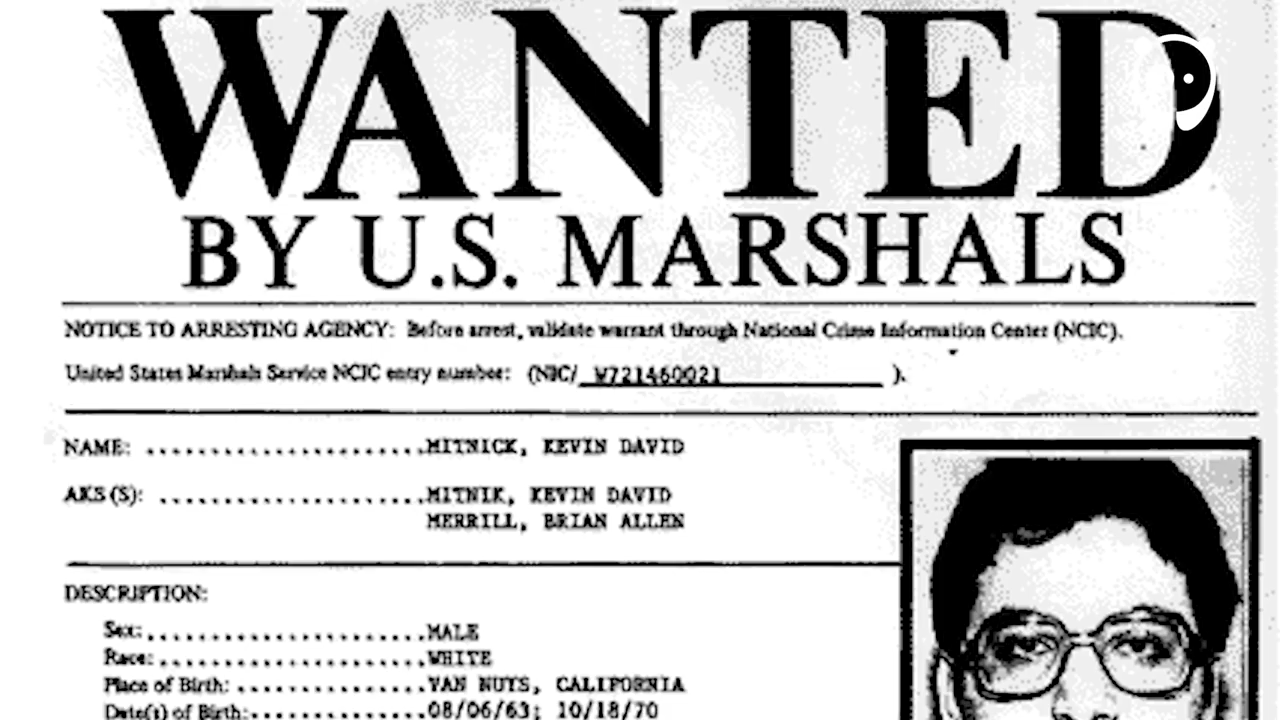 WANTED
BY U.S. MARSHALS
NOTICE TO ARRESTING AGENCY: Before arrest, validate warrant through National Crime Information Center (NCIC).
United States Marshals Service NCIC entry number: (NIC/ W721460021 ).
NAME: ......................MITNICK, KEVIN DAVID
AKS (S): .....................MITNIK, KEVIN DAVID
MERRILL, BRIAN ALLEN
DESCRIPTION:
Sex:......................MALE
Race:.....................WHITE
Place of Birth: ...............VAN NUYS, CALIFORNIA
Date(s) of Birth:..............08/06/63; 10/18/70